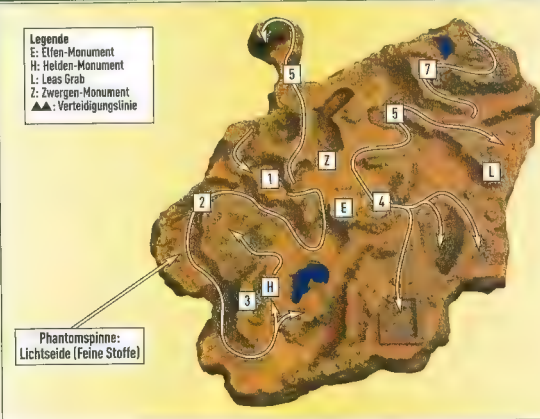 Legende
E: Elfen-Monument
H: Helden-Monument
L: Leas Grab
Z: Zwergen-Monument
▲▲: Verteidigungslinie
5
7
5
Z
L
1
2
E
4
3
H
Phantomspinne:
Lichtseide (Feine Stoffe)